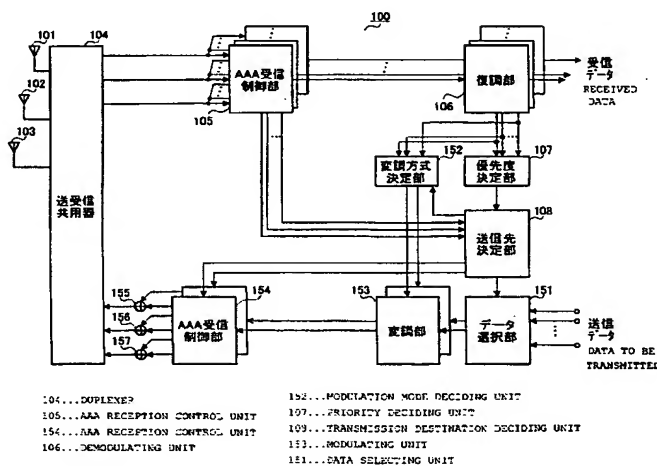 100
101
104
102
103
送受信
共用器
AAA受信
制御部
105
復調部
106
受信
データ
RECEIVED
DATA
152
変調方式
決定部
107
優先度
決定部
108
送信先
決定部
155
156
157
154
AAA受信
制御部
153
変調部
151
データ
選択部
送信
データ
DATA TO BE
TRANSMITTED
104...DUPLEXER
105...AAA RECEPTION CONTROL UNIT
154...AAA RECEPTION CONTROL UNIT
106...DEMODULATING UNIT
152...MODULATION MODE DECIDING UNIT
107...PRIORITY DECIDING UNIT
109...TRANSMISSION DESTINATION DECIDING UNIT
153...MODULATING UNIT
151...DATA SELECTING UNIT